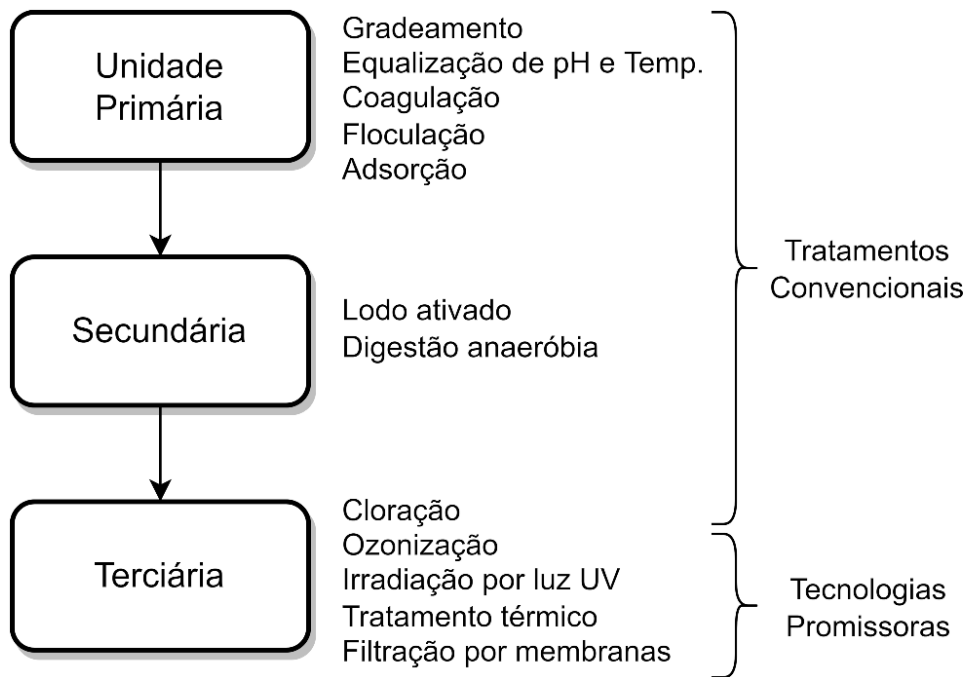 Unidade
Primária
Gradeamento
Equalização de pH e Temp.
Coagulação
Floculação
Adsorção
Secundária
Lodo ativado
Digestão anaeróbia
Tratamentos
Convencionais
Terciária
Cloração
Ozonização
Irradiação por luz UV
Tratamento térmico
Filtração por membranas
Tecnologias
Promissoras